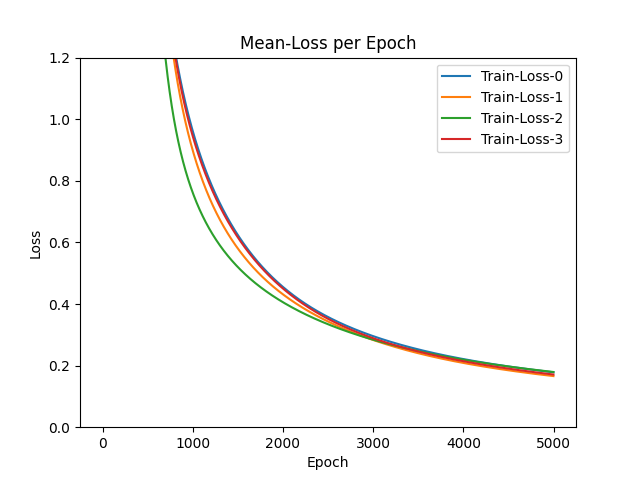 Mean-Loss per Epoch
Train-Loss-0
Train-Loss-1
Train-Loss-2
Train-Loss-3
Loss
1.2
1.0
0.8
0.6
0.4
0.2
0.0
0 1000 2000 3000 4000 5000
Epoch